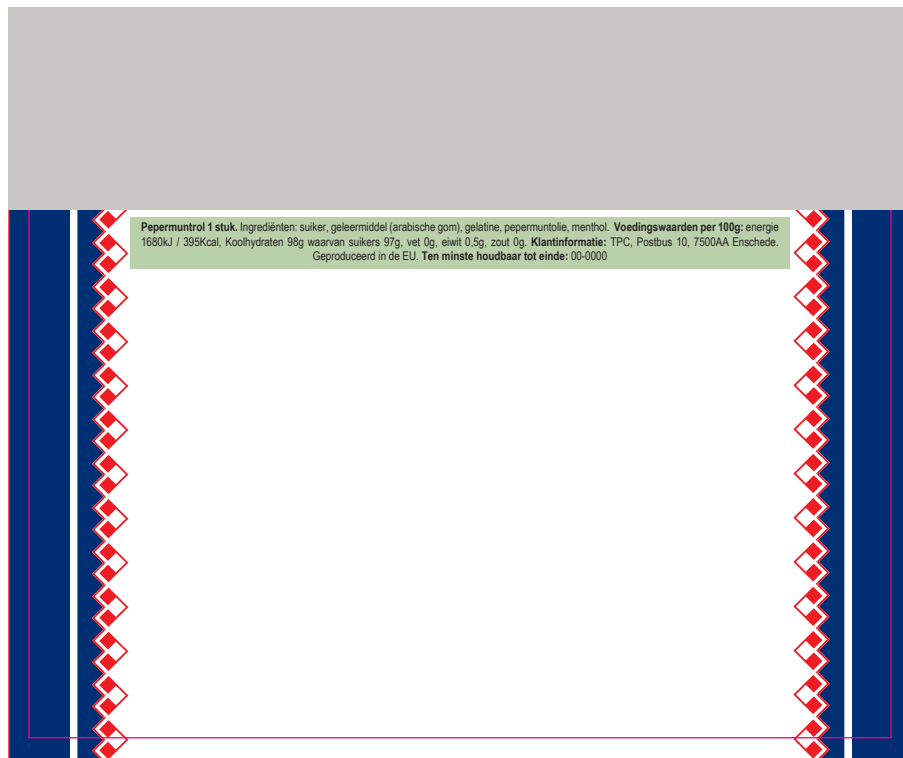 Pepermuntrol 1 stuk. Ingrediënten: suiker, geleermiddel (arabische gom), gelatine, pepermuntolie, menthol. Voedingswaarden per 100g: energie
1680kJ / 395Kcal, Koolhydraten 98g waarvan suikers 97g, vet 0g, eiwit 0,5g, zout 0g. Klantinformatie: TPC, Postbus 10, 7500AA Enschede.
Geproduceerd in de EU. Ten minste houdbaar tot einde: 00-0000